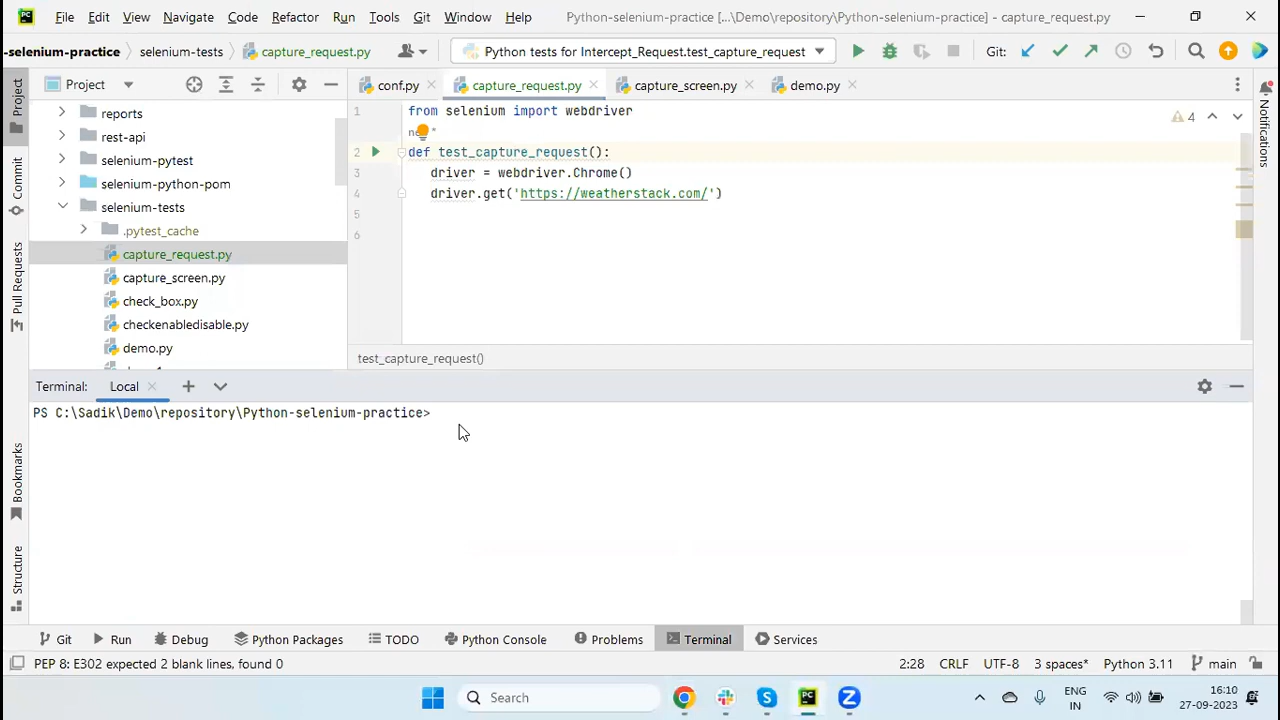 File Edit View Navigate Code Refactor Run Tools Git Window Help Python-selenium-practice [...\Demo\repository\Python-selenium-practice] - capture_request.py
-selenium-practice selenium-tests capture_request.py Python tests for Intercept_Request.test_capture_request Git:
Project conf.py capture_request.py capture_screen.py demo.py
Project
Commit
Pull Requests
Bookmarks
Structure
Notifications
reports
rest-api
selenium-pytest
selenium-python-pom
selenium-tests
.pytest_cache
capture_request.py
capture_screen.py
check_box.py
checkenabledisable.py
demo.py
1 from selenium import webdriver
4
2 def test_capture_request():
3 driver = webdriver.Chrome()
4 driver.get('https://weatherstack.com/')
5
6
test_capture_request()
Terminal: Local
PS C:\Sadik\Demo\repository\Python-selenium-practice>
Git Run Debug Python Packages TODO Python Console Problems Terminal Services
PEP 8: E302 expected 2 blank lines, found 0 2:28 CRLF UTF-8 3 spaces* Python 3.11 main
PC
Search
ENG
IN
16:10
27-09-2023